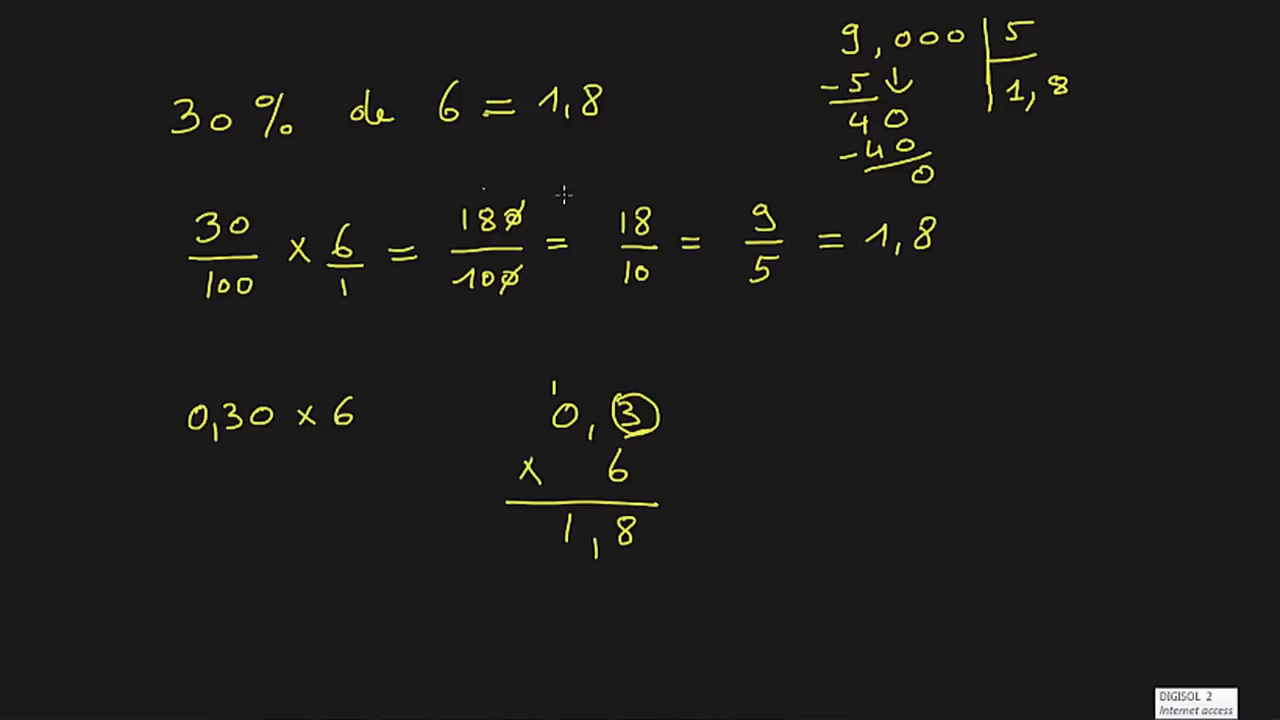 30% de 6 = 1,8
9,000 | 5
-5 ↓ 1,8
40
-40
0
30/100 × 6/1 = 180/100 = 18/10 = 9/5 = 1,8
0,30 × 6
1
0,3
× 6
1,8
DIGISOL 2
Internet access